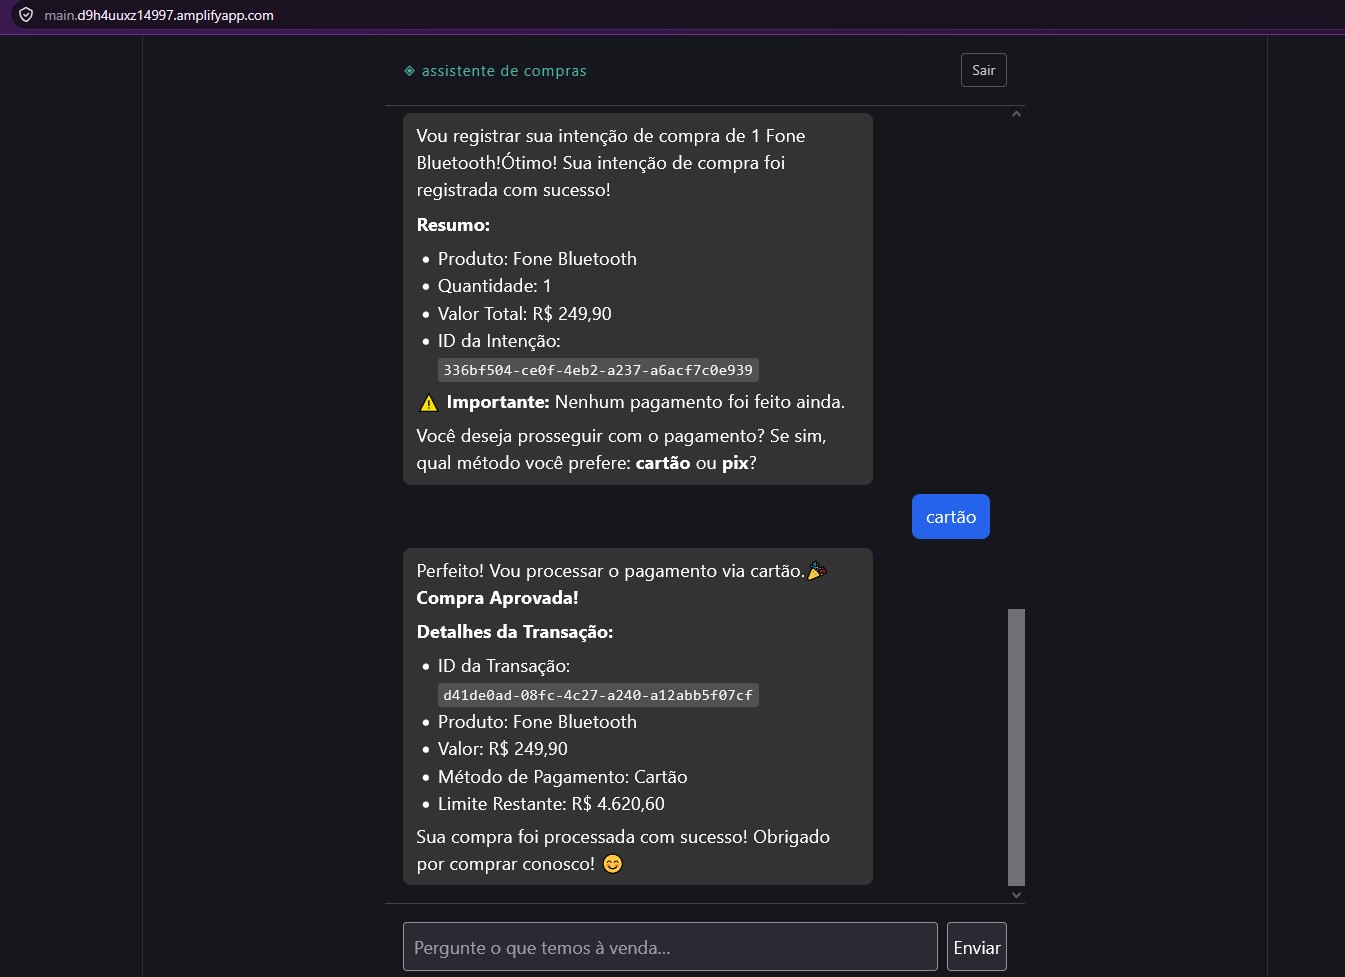 main.d9h4uuxz14997.amplifyapp.com
◈ assistente de compras
Sair
Vou registrar sua intenção de compra de 1 Fone
Bluetooth!Ótimo! Sua intenção de compra foi
registrada com sucesso!
Resumo:
• Produto: Fone Bluetooth
• Quantidade: 1
• Valor Total: R$ 249,90
• ID da Intenção:
336bf504-ce0f-4eb2-a237-a6acf7c0e939
⚠️ Importante: Nenhum pagamento foi feito ainda.
Você deseja prosseguir com o pagamento? Se sim,
qual método você prefere: cartão ou pix?
cartão
Perfeito! Vou processar o pagamento via cartão.🎉
Compra Aprovada!
Detalhes da Transação:
• ID da Transação:
d41de0ad-08fc-4c27-a240-a12abb5f07cf
• Produto: Fone Bluetooth
• Valor: R$ 249,90
• Método de Pagamento: Cartão
• Limite Restante: R$ 4.620,60
Sua compra foi processada com sucesso! Obrigado
por comprar conosco! 😊
Pergunte o que temos à venda...
Enviar